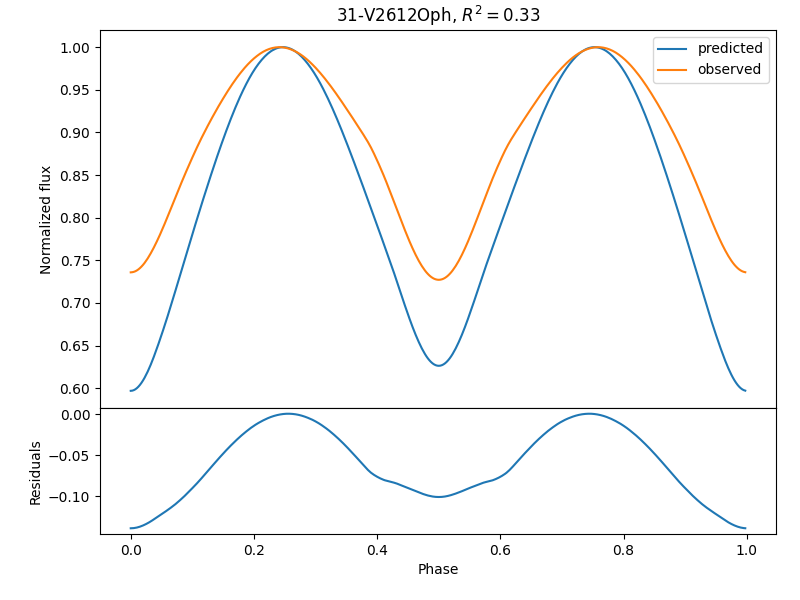 31-V2612Oph, R² = 0.33
predicted
observed
Normalized flux
1.00
0.95
0.90
0.85
0.80
0.75
0.70
0.65
0.60
Residuals
0.00
−0.05
−0.10
0.0 0.2 0.4 0.6 0.8 1.0
Phase